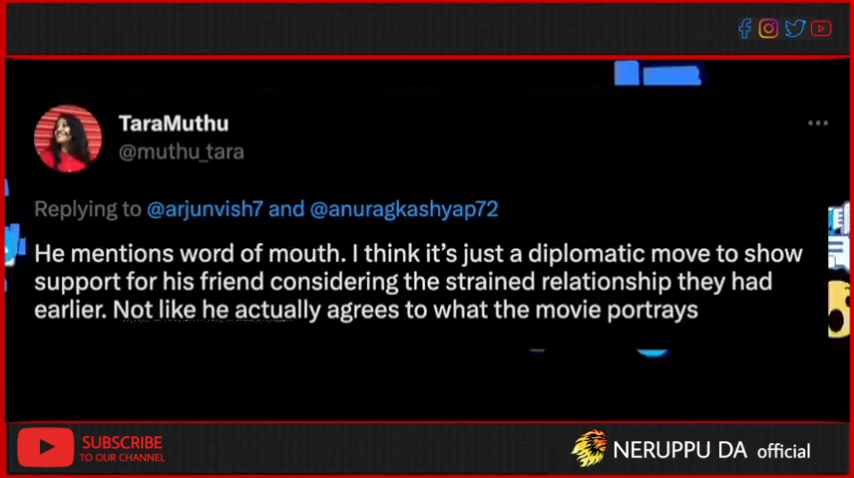 TaraMuthu
@muthu_tara
Replying to @arjunvish7 and @anuragkashyap72
He mentions word of mouth. I think it's just a diplomatic move to show
support for his friend considering the strained relationship they had
earlier. Not like he actually agrees to what the movie portrays
SUBSCRIBE
TO OUR CHANNEL
NERUPPU DA official